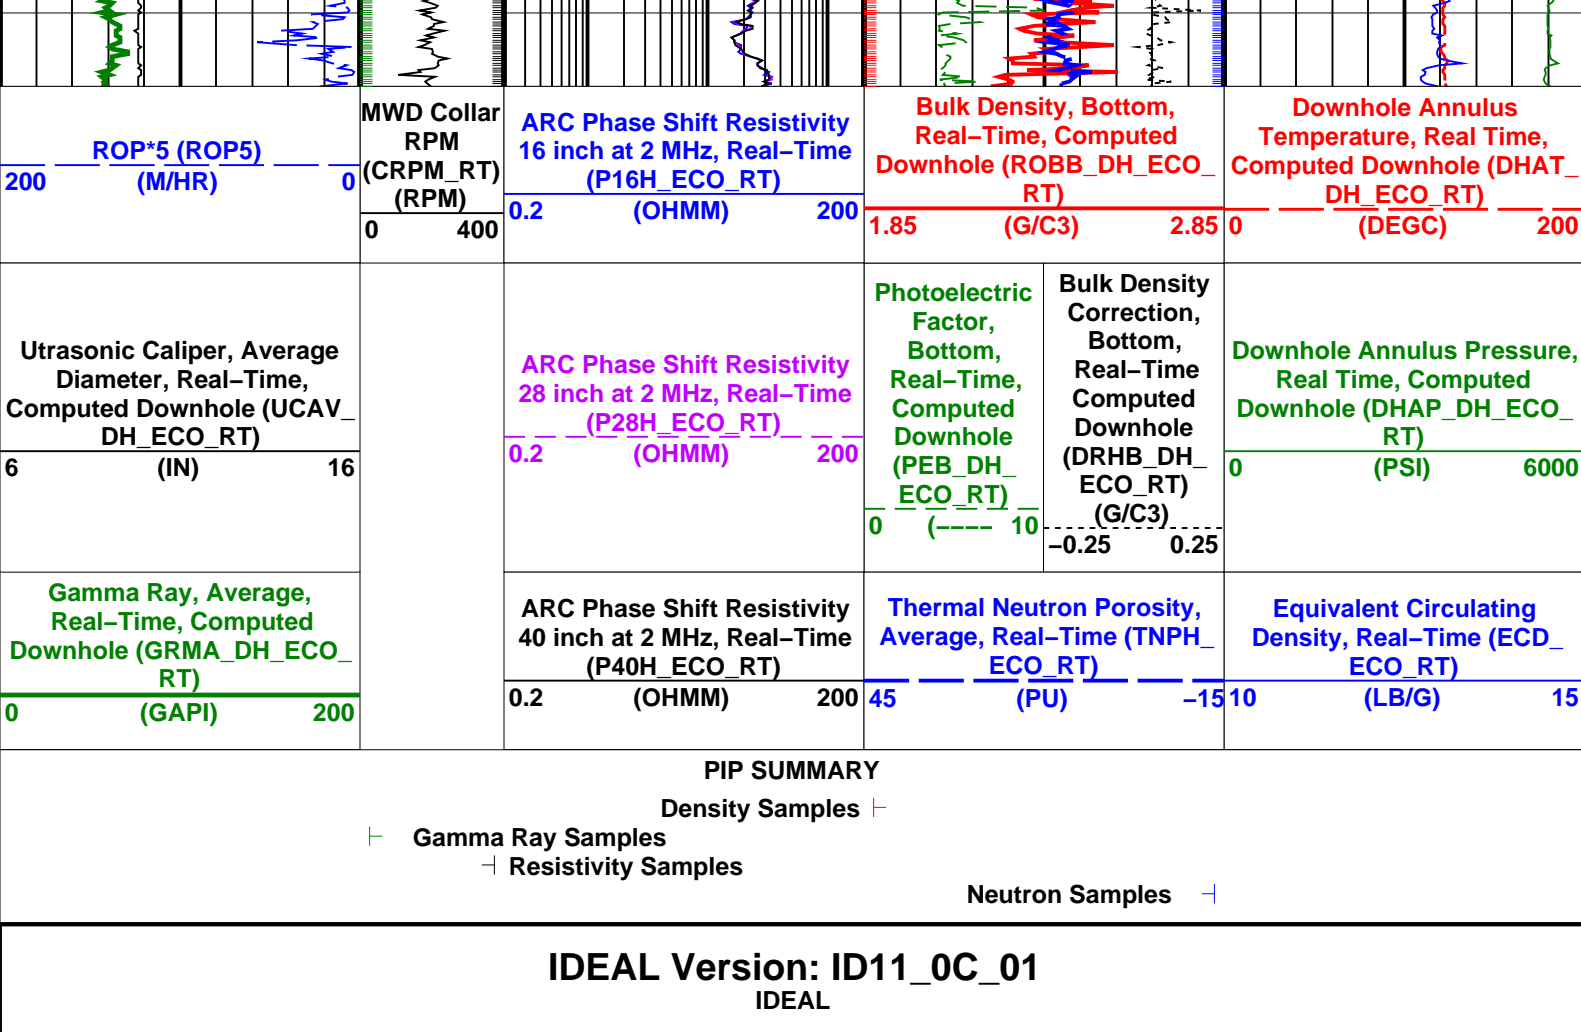 ROP*5 (ROP5)
200 (M/HR) 0
MWD Collar
RPM
(CRPM_RT)
(RPM)
0 400
ARC Phase Shift Resistivity
16 inch at 2 MHz, Real−Time
(P16H_ECO_RT)
0.2 (OHMM) 200
Bulk Density, Bottom,
Real−Time, Computed
Downhole (ROBB_DH_ECO_
RT)
1.85 (G/C3) 2.85
Downhole Annulus
Temperature, Real Time,
Computed Downhole (DHAT_
DH_ECO_RT)
0 (DEGC) 200
Utrasonic Caliper, Average
Diameter, Real−Time,
Computed Downhole (UCAV_
DH_ECO_RT)
6 (IN) 16
ARC Phase Shift Resistivity
28 inch at 2 MHz, Real−Time
(P28H_ECO_RT)
0.2 (OHMM) 200
Photoelectric
Factor,
Bottom,
Real−Time,
Computed
Downhole
(PEB_DH_
ECO_RT)
0 (−−−− 10
Bulk Density
Correction,
Bottom,
Real−Time
Computed
Downhole
(DRHB_DH_
ECO_RT)
(G/C3)
−0.25 0.25
Downhole Annulus Pressure,
Real Time, Computed
Downhole (DHAP_DH_ECO_
RT)
0 (PSI) 6000
Gamma Ray, Average,
Real−Time, Computed
Downhole (GRMA_DH_ECO_
RT)
0 (GAPI) 200
ARC Phase Shift Resistivity
40 inch at 2 MHz, Real−Time
(P40H_ECO_RT)
0.2 (OHMM) 200
Thermal Neutron Porosity,
Average, Real−Time (TNPH_
ECO_RT)
45 (PU) −15
Equivalent Circulating
Density, Real−Time (ECD_
ECO_RT)
10 (LB/G) 15
PIP SUMMARY
Density Samples
Gamma Ray Samples
Resistivity Samples
Neutron Samples
IDEAL Version: ID11_0C_01
IDEAL